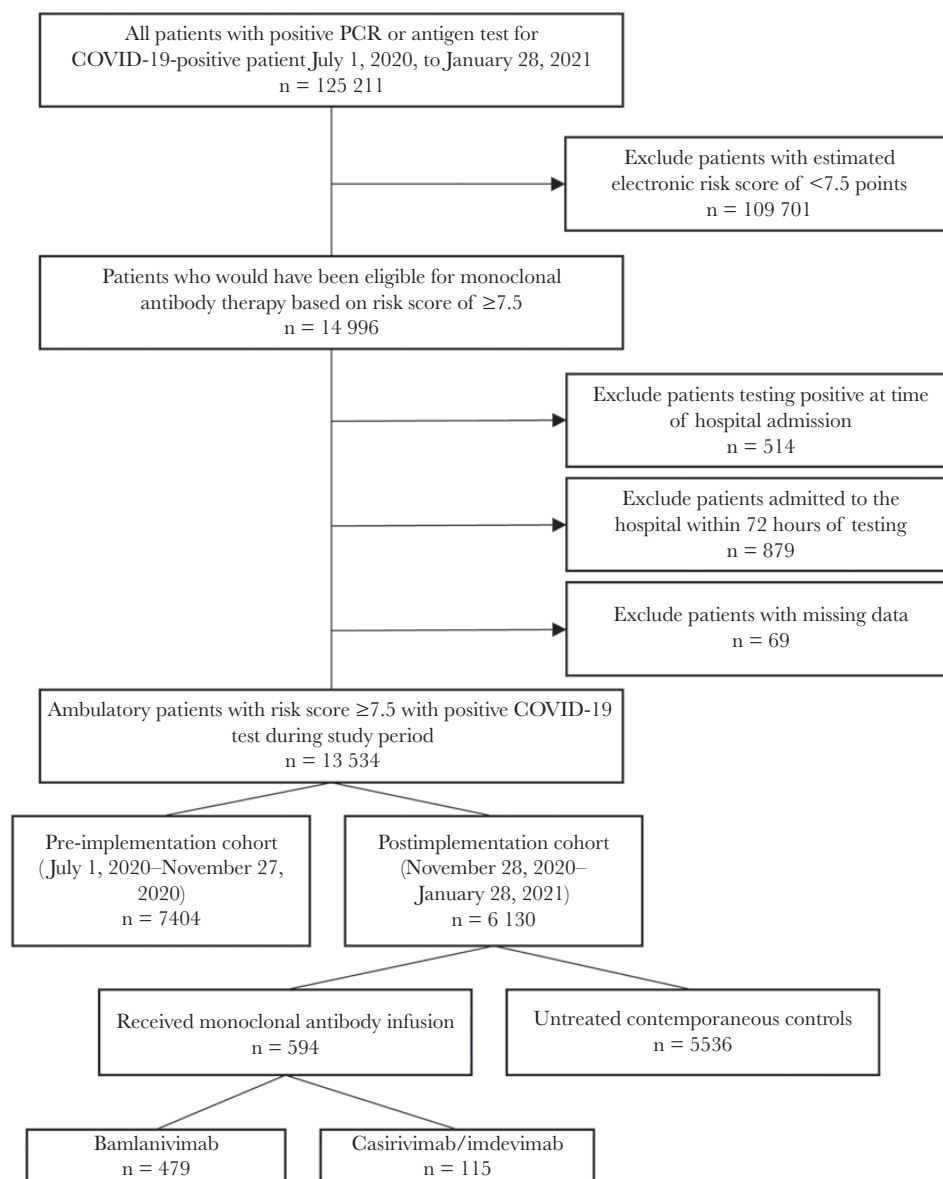 All patients with positive PCR or antigen test for
COVID-19-positive patient July 1, 2020, to January 28, 2021
n = 125 211
Exclude patients with estimated
electronic risk score of <7.5 points
n = 109 701
Patients who would have been eligible for monoclonal
antibody therapy based on risk score of ≥7.5
n = 14 996
Exclude patients testing positive at time
of hospital admission
n = 514
Exclude patients admitted to the
hospital within 72 hours of testing
n = 879
Exclude patients with missing data
n = 69
Ambulatory patients with risk score ≥7.5 with positive COVID-19
test during study period
n = 13 534
Pre-implementation cohort
(July 1, 2020–November 27,
2020)
n = 7404
Postimplementation cohort
(November 28, 2020–
January 28, 2021)
n = 6 130
Received monoclonal antibody infusion
n = 594
Untreated contemporaneous controls
n = 5536
Bamlanivimab
n = 479
Casirivimab/imdevimab
n = 115